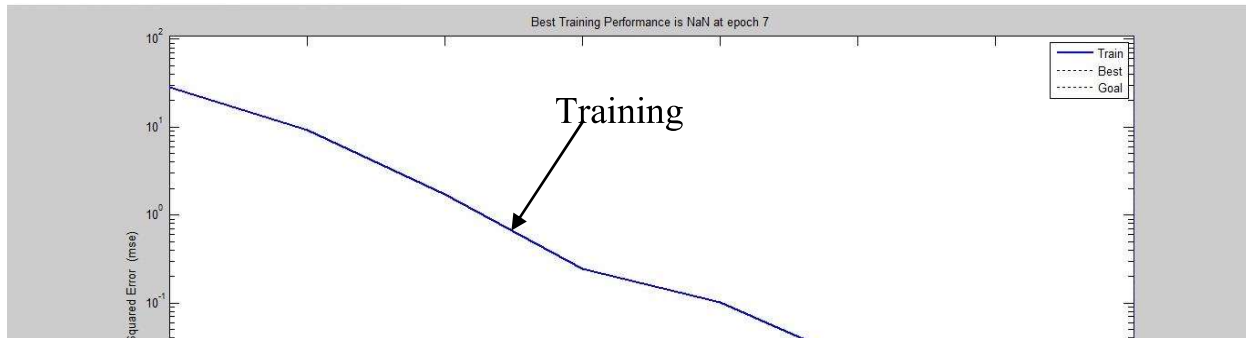 Best Training Performance is NaN at epoch 7
10^2
Train
Best
Goal
Training
10^1
10^0
10^-1
Squared Error (mse)